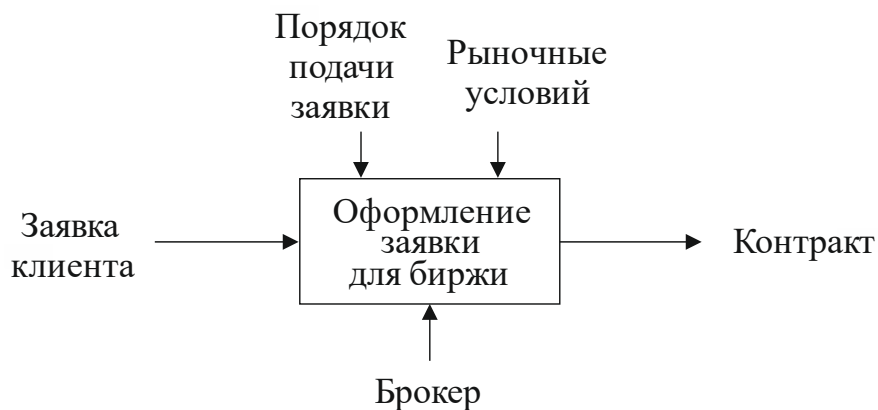 Порядок
подачи
заявки
Рыночные
условий
Заявка
клиента
Оформление
заявки
для биржи
Контракт
Брокер